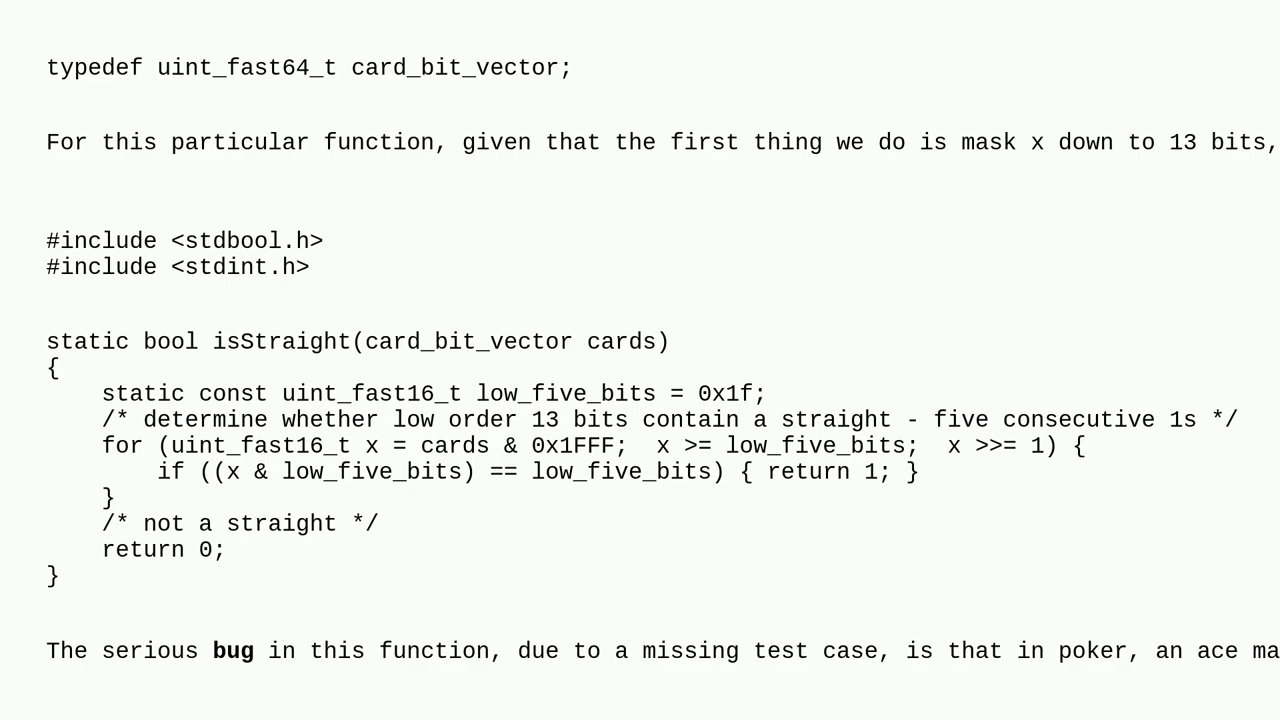 typedef uint_fast64_t card_bit_vector;
For this particular function, given that the first thing we do is mask x down to 13 bits,
#include <stdbool.h>
#include <stdint.h>
static bool isStraight(card_bit_vector cards)
{
    static const uint_fast16_t low_five_bits = 0x1f;
    /* determine whether low order 13 bits contain a straight - five consecutive 1s */
    for (uint_fast16_t x = cards & 0x1FFF;  x >= low_five_bits;  x >>= 1) {
        if ((x & low_five_bits) == low_five_bits) { return 1; }
    }
    /* not a straight */
    return 0;
}
The serious bug in this function, due to a missing test case, is that in poker, an ace ma